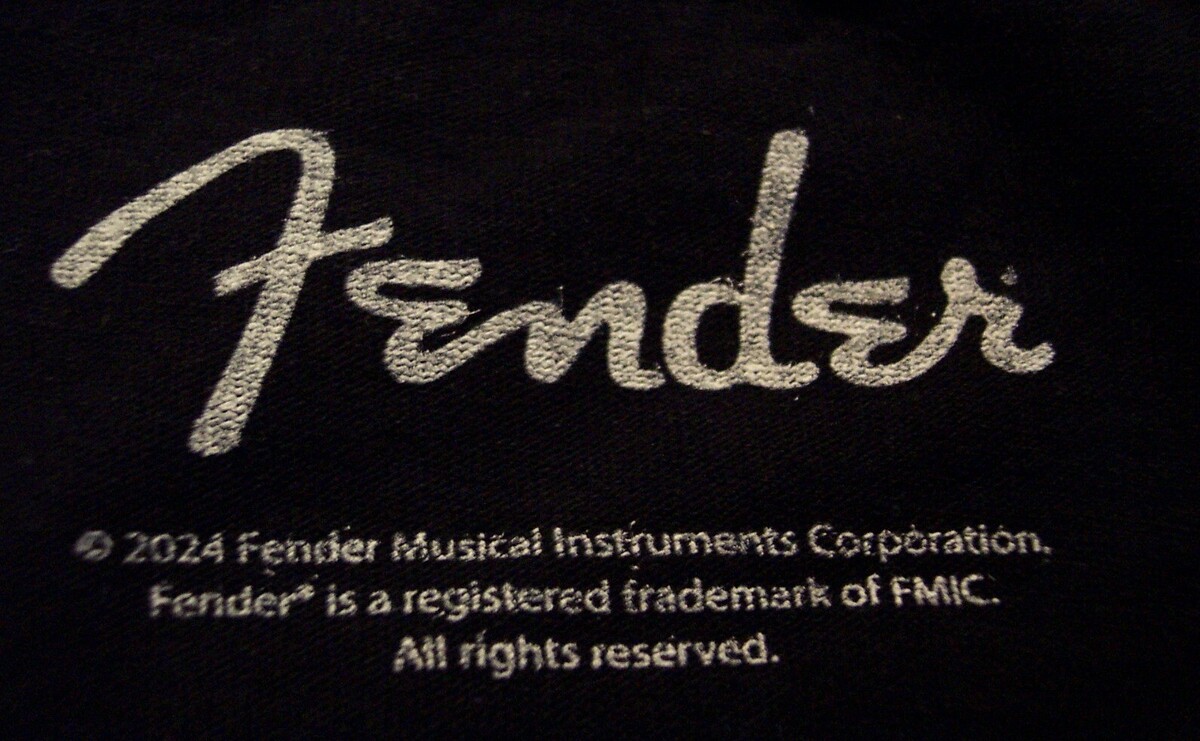 Fender
© 2024 Fender Musical Instruments Corporation.
Fender® is a registered trademark of FMIC.
All rights reserved.